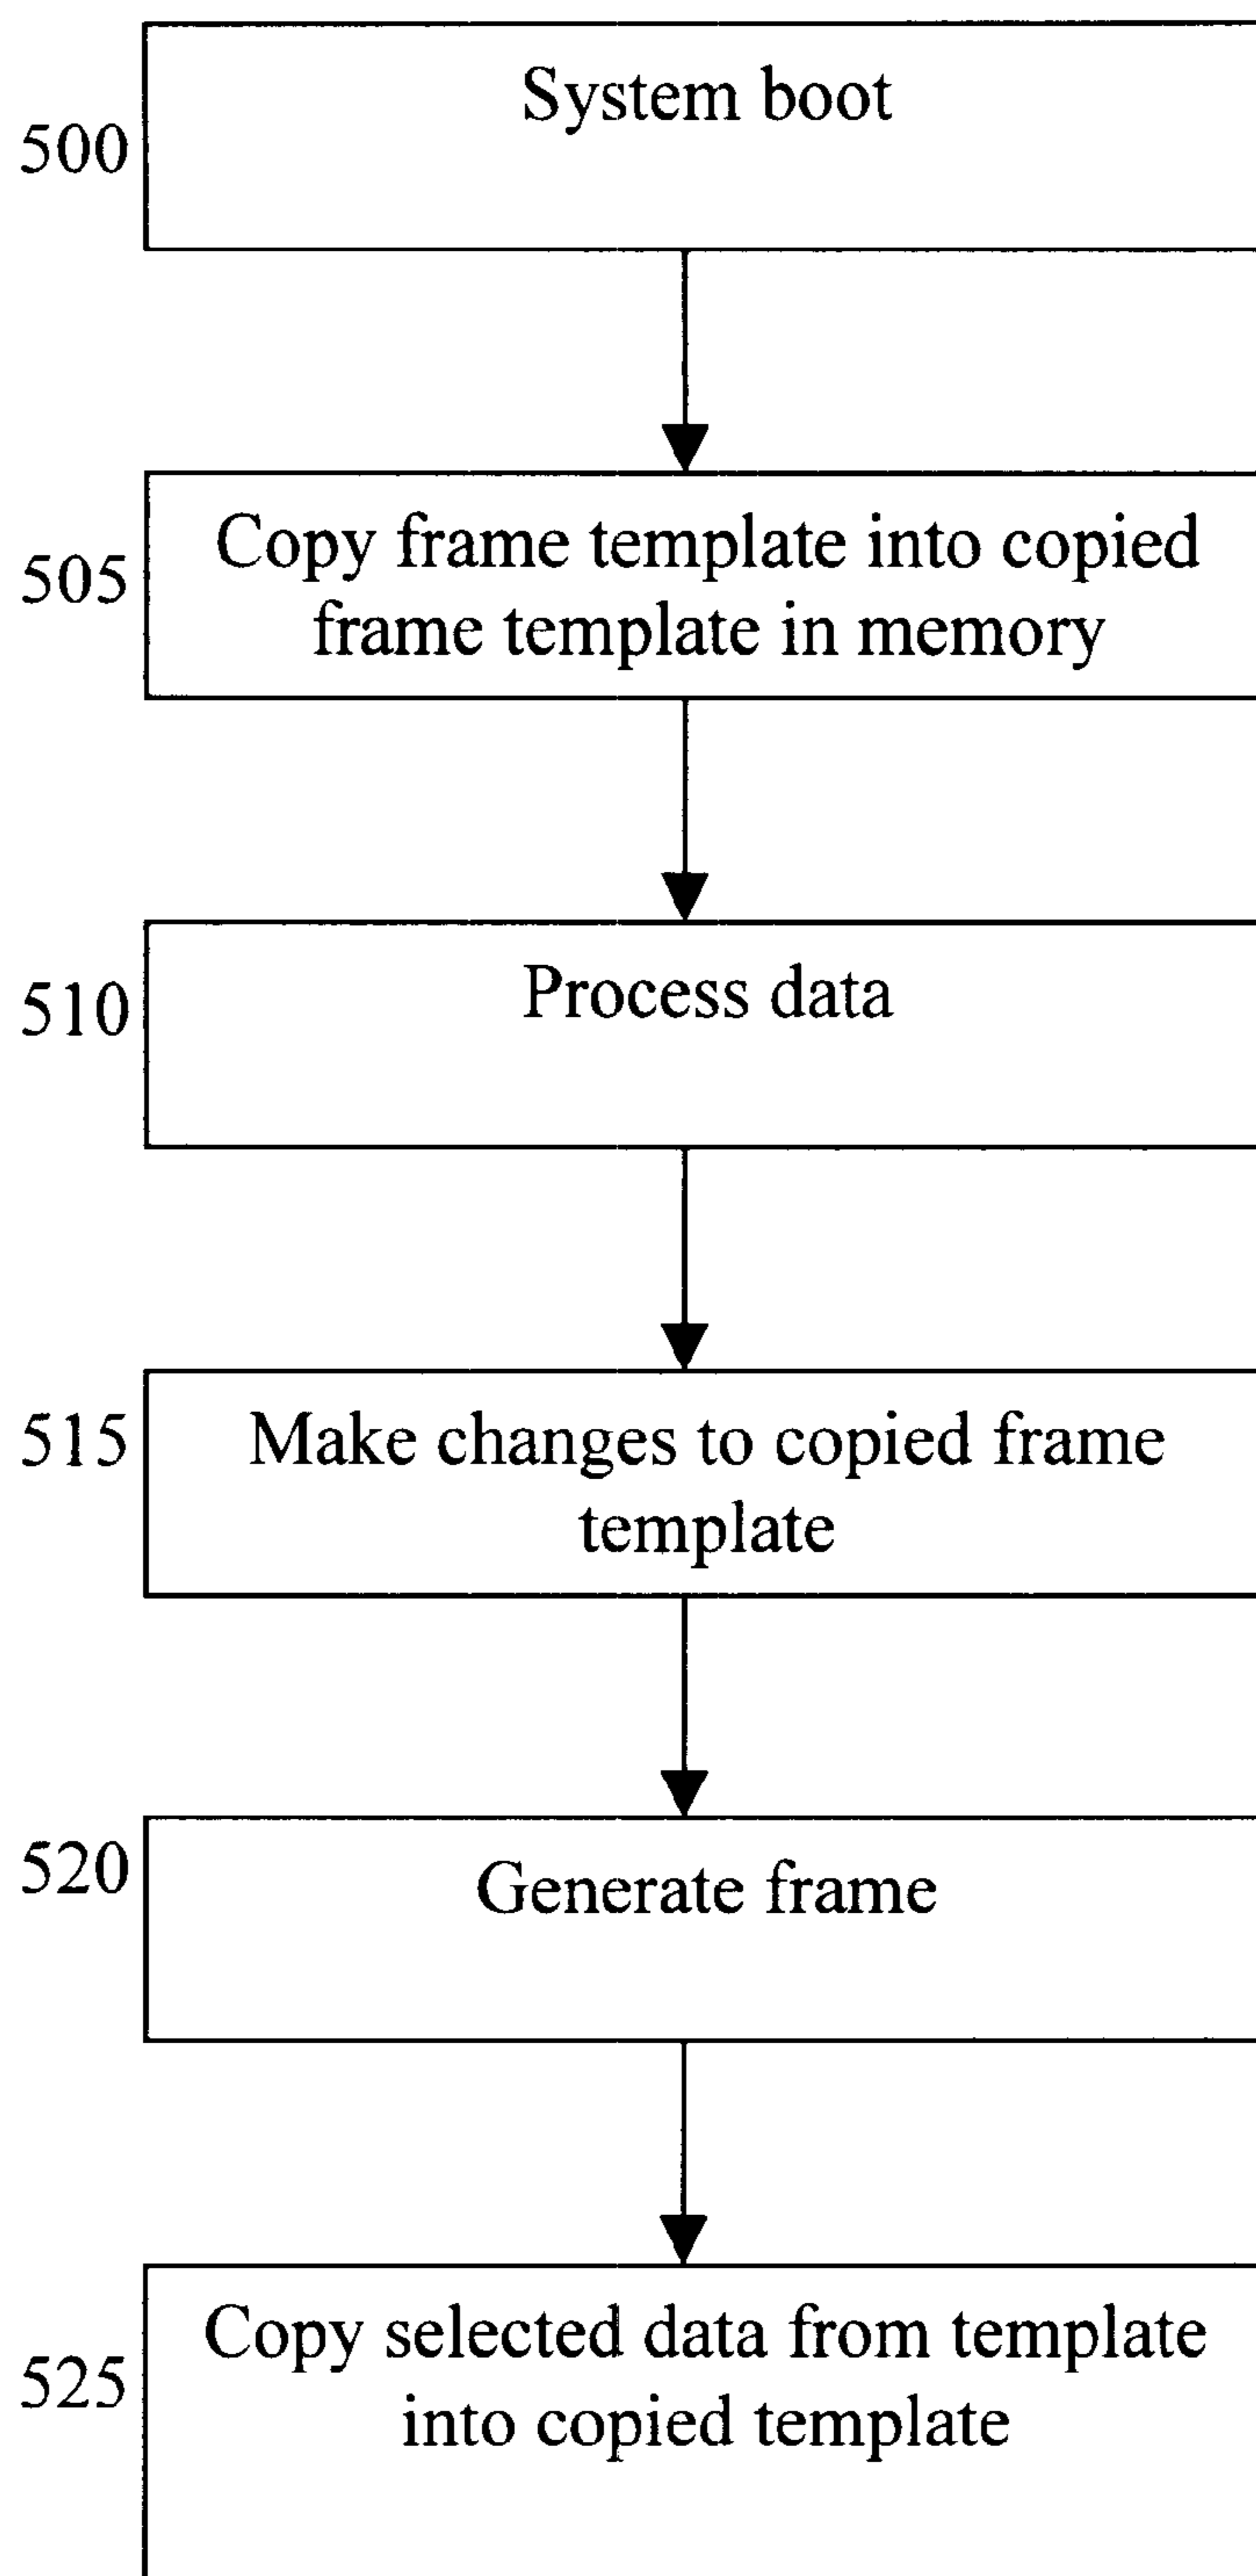 System boot
500
Copy frame template into copied
505
frame template in memory
Process data
510
515
Make changes to copied frame
template
520
Generate frame
Copy selected data from template
525
into copied template